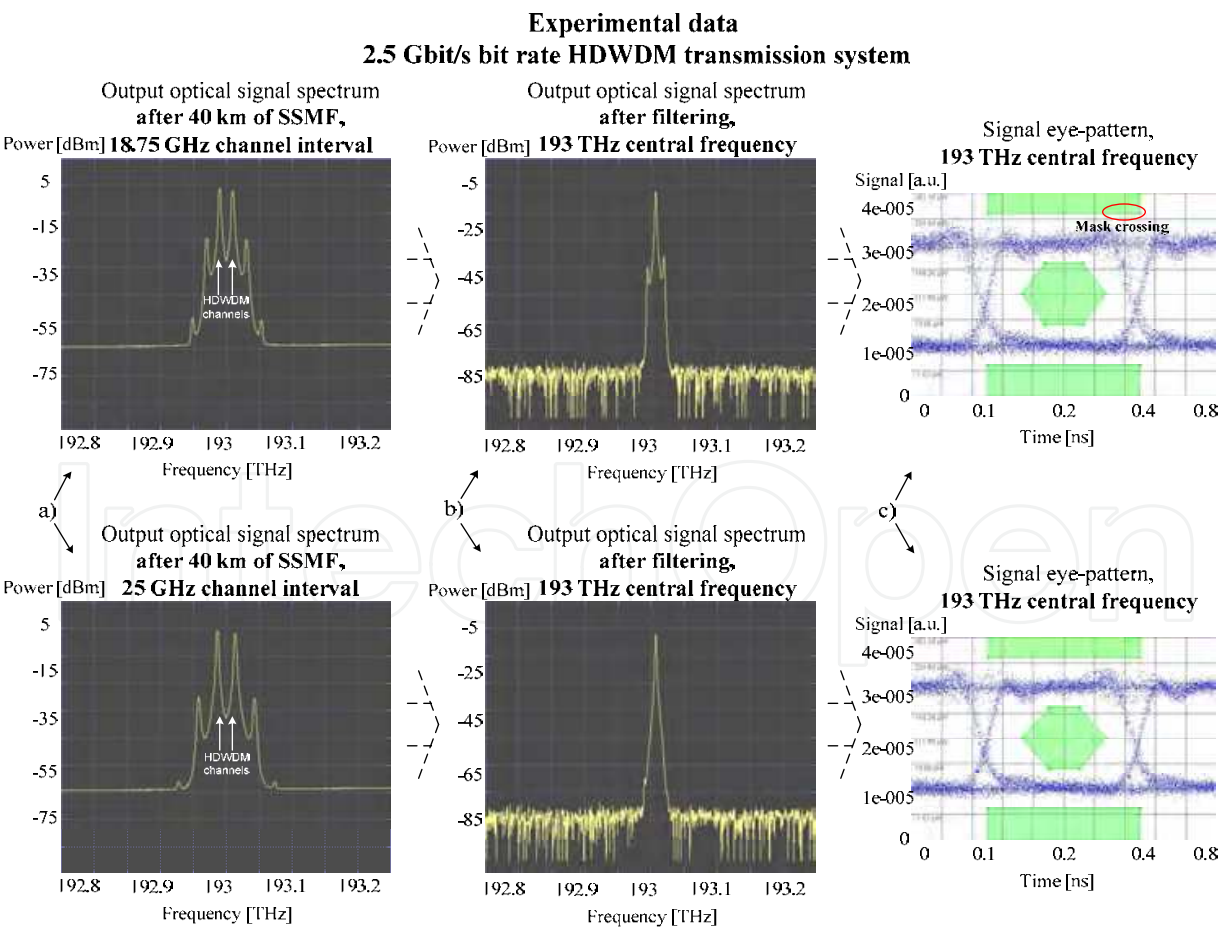 Experimental data
2.5 Gbit/s bit rate HDWDM transmission system
Output optical signal spectrum
after 40 km of SSMF,
18.75 GHz channel interval
Power [dBm]
5
-15
-35
-55
-75
HDWDM
channels
192.8 192.9 193 193.1 193.2
Frequency [THz]
Output optical signal spectrum
after filtering,
193 THz central frequency
Power [dBm]
-5
-25
-45
-65
-85
192.8 192.9 193 193.1 193.2
Frequency [THz]
Signal eye-pattern,
193 THz central frequency
Signal [a.u.]
4e-005
Mask crossing
3e-005
2e-005
1e-005
0
0 0.1 0.2 0.4 0.8
Time [ns]
a)
b)
c)
IntechOpen
Output optical signal spectrum
after 40 km of SSMF,
25 GHz channel interval
Power [dBm]
5
-15
-35
-55
-75
HDWDM
channels
192.8 192.9 193 193.1 193.2
Frequency [THz]
Output optical signal spectrum
after filtering,
193 THz central frequency
Power [dBm]
-5
-25
-45
-65
-85
192.8 192.9 193 193.1 193.2
Frequency [THz]
Signal eye-pattern,
193 THz central frequency
Signal [a.u.]
4e-005
3e-005
2e-005
1e-005
0
0 0.1 0.2 0.4 0.8
Time [ns]